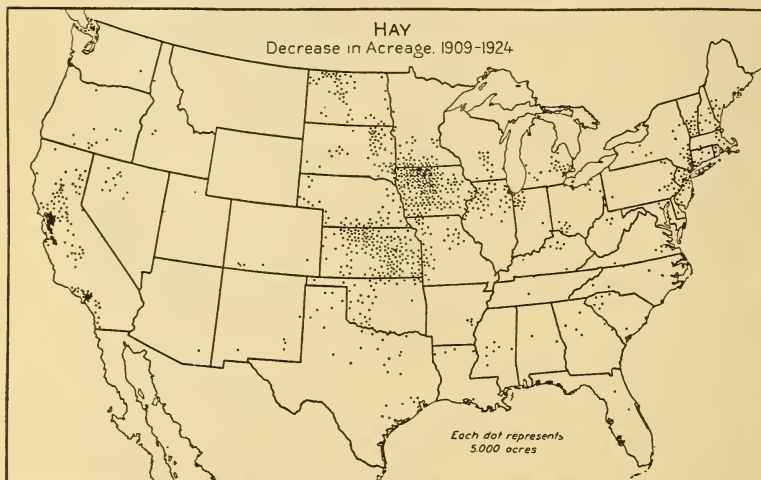 HAY
Decrease in Acreage, 1909-1924
Each dot represents
5.000 acres